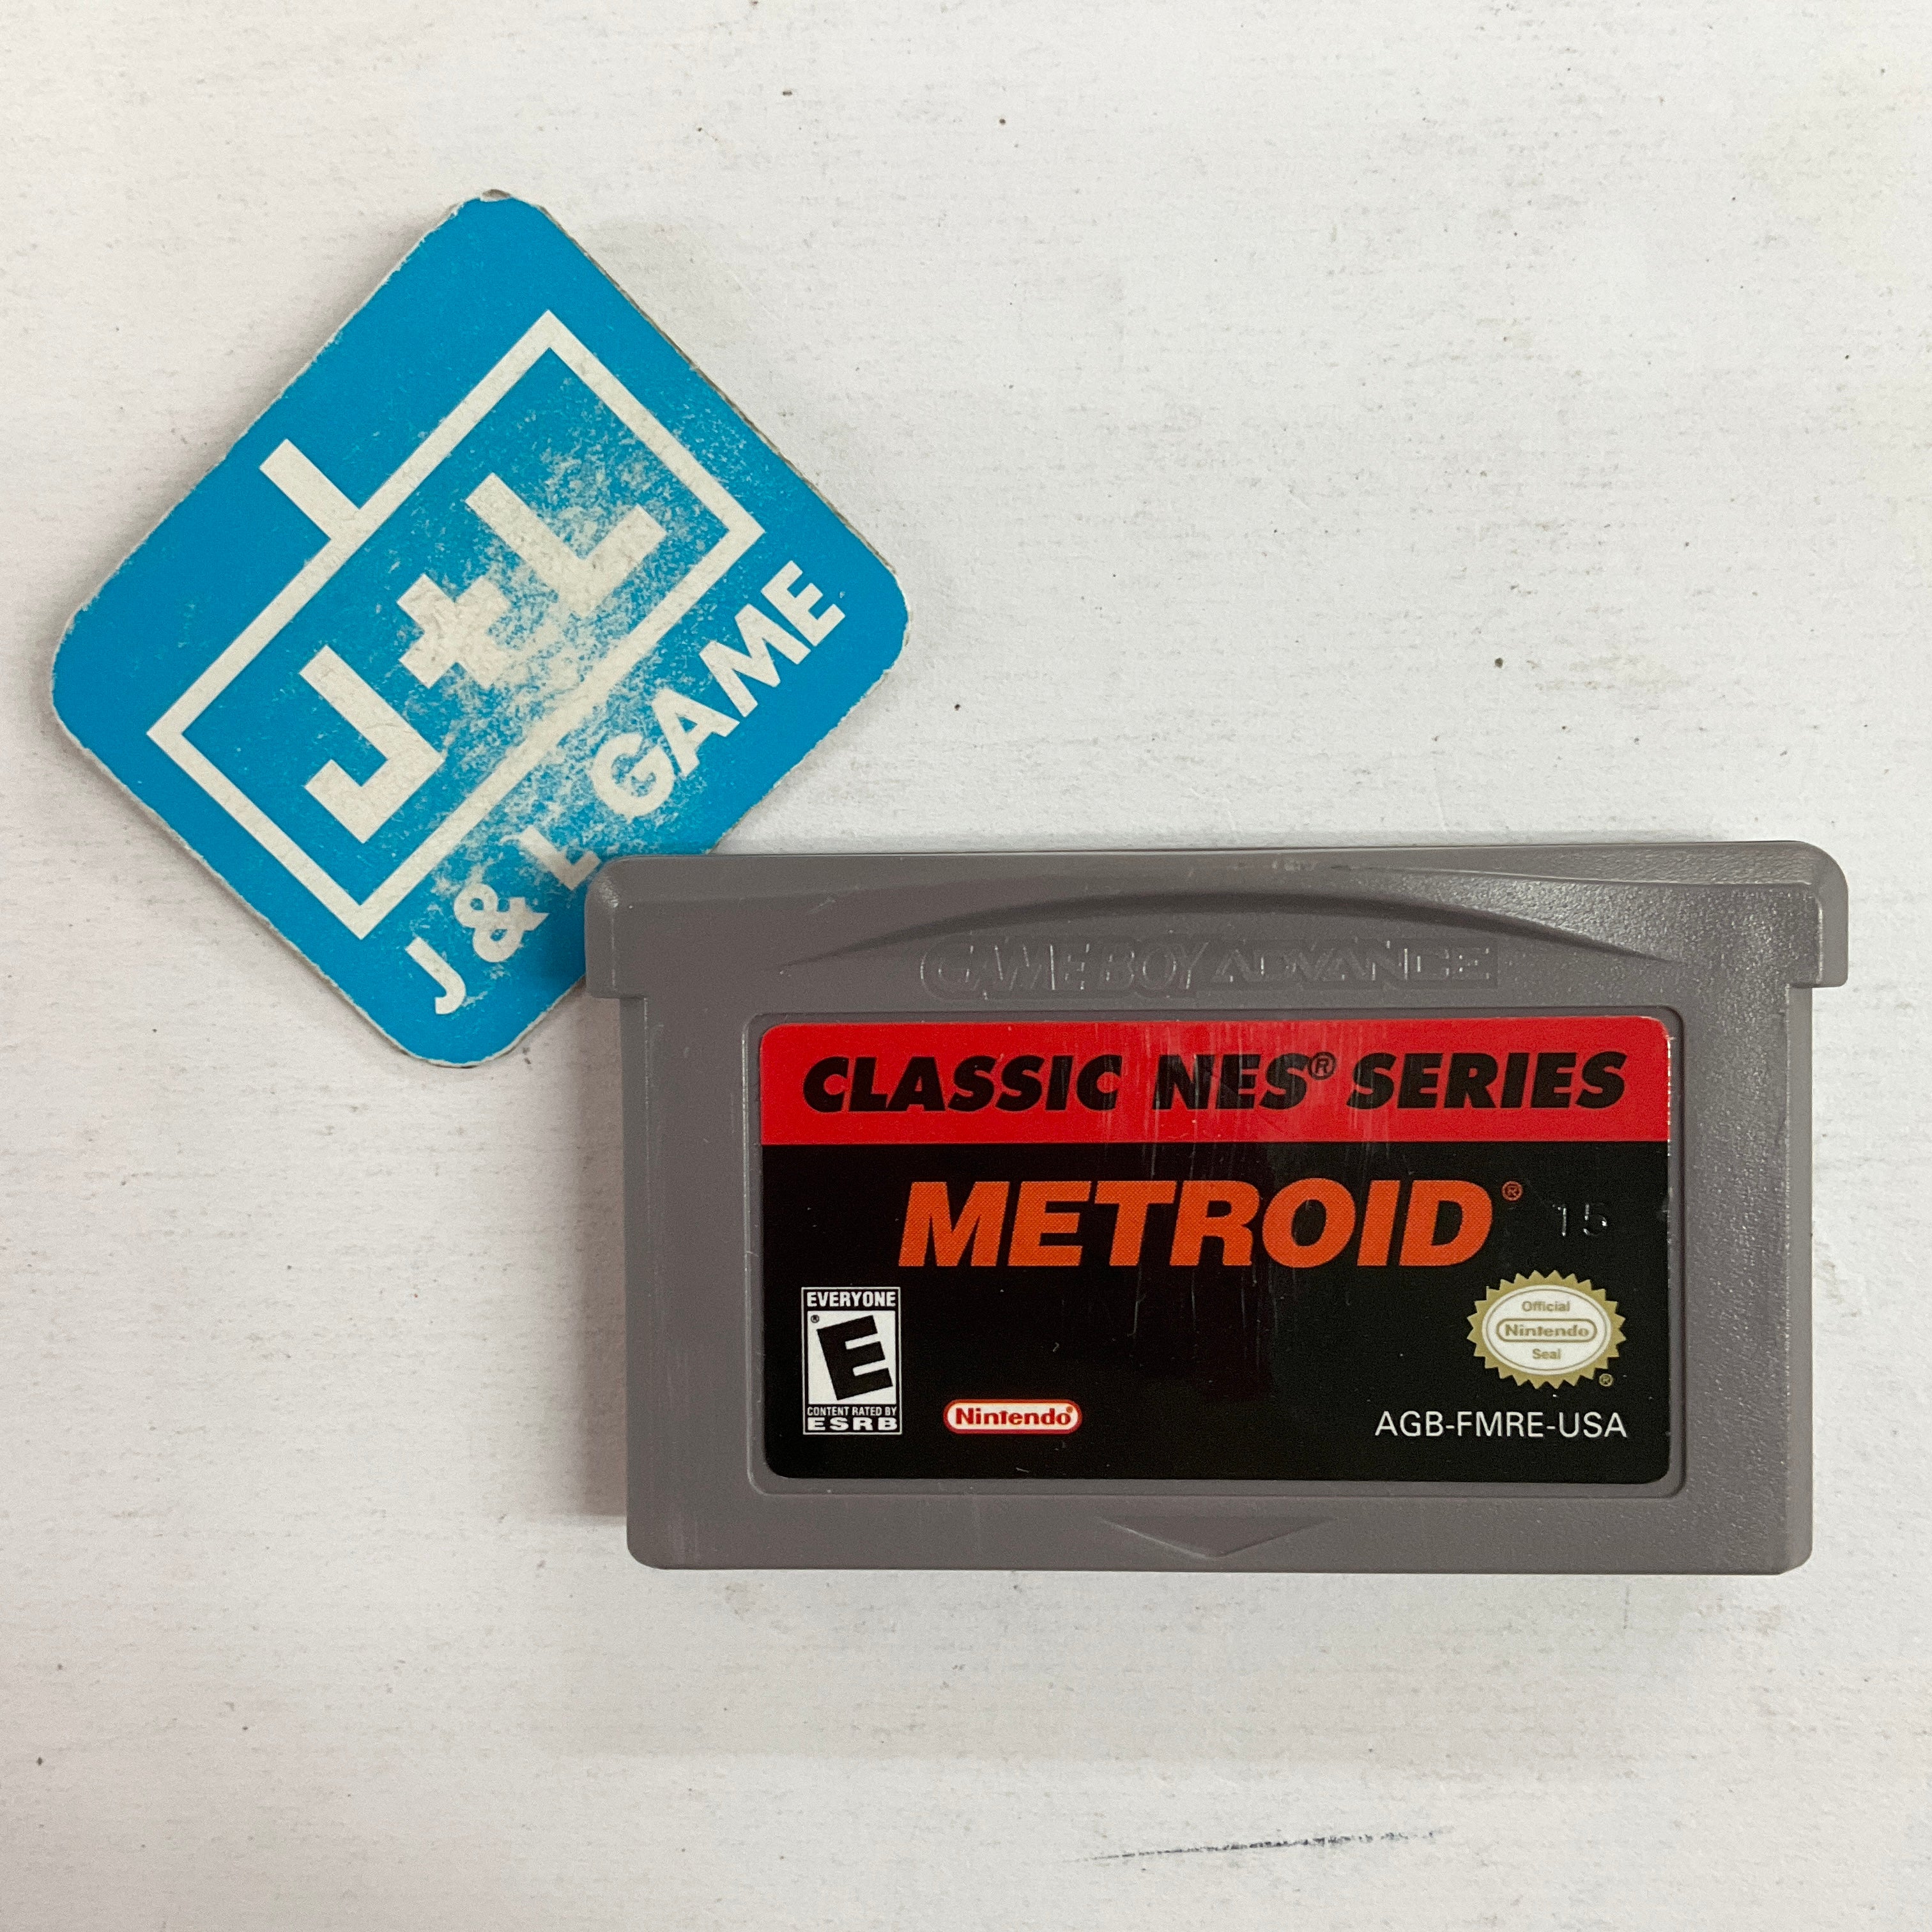 J+L
J & L GAME
GAME BOY ADVANCE
CLASSIC NES® SERIES
METROID®
15
EVERYONE
E®
CONTENT RATED BY
ESRB
Nintendo®
Official
Nintendo
Seal®
AGB-FMRE-USA